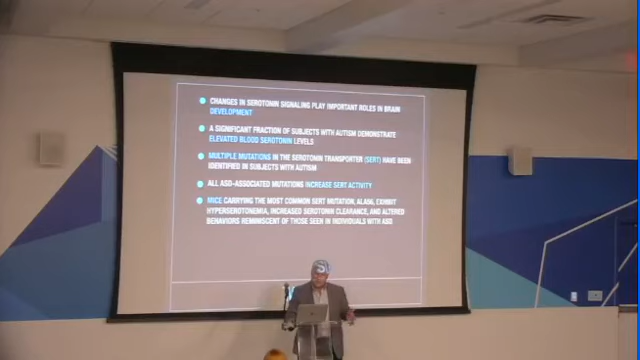 CHANGES IN SEROTONIN SIGNALING PLAY IMPORTANT ROLES IN BRAIN
DEVELOPMENT
A SIGNIFICANT FRACTION OF SUBJECTS WITH AUTISM DEMONSTRATE
ELEVATED BLOOD SEROTONIN LEVELS
MULTIPLE MUTATIONS IN THE SEROTONIN TRANSPORTER (SERT) HAVE BEEN
IDENTIFIED IN SUBJECTS WITH AUTISM
ALL ASD-ASSOCIATED MUTATIONS INCREASE SERT ACTIVITY
MICE CARRYING THE MOST COMMON SERT MUTATION, ALA56, EXHIBIT
HYPERSEROTONEMIA, INCREASED SEROTONIN CLEARANCE, AND ALTERED
BEHAVIORS REMINISCENT OF THOSE SEEN IN INDIVIDUALS WITH ASD